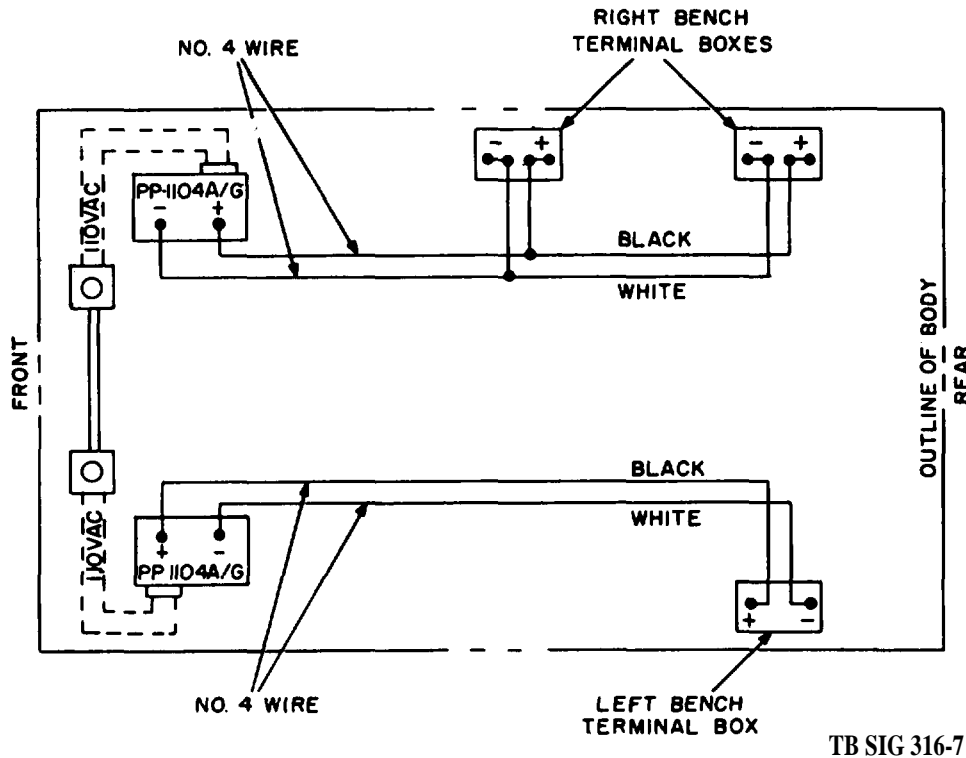 RIGHT BENCH
TERMINAL BOXES
NO. 4 WIRE
- +
- +
110VAC
PP-1104A/G
- +
BLACK
WHITE
FRONT
OUTLINE OF BODY
REAR
BLACK
WHITE
110VAC
+ -
PP 1104A/G
+ -
NO. 4 WIRE
LEFT BENCH
TERMINAL BOX
TB SIG 316-7